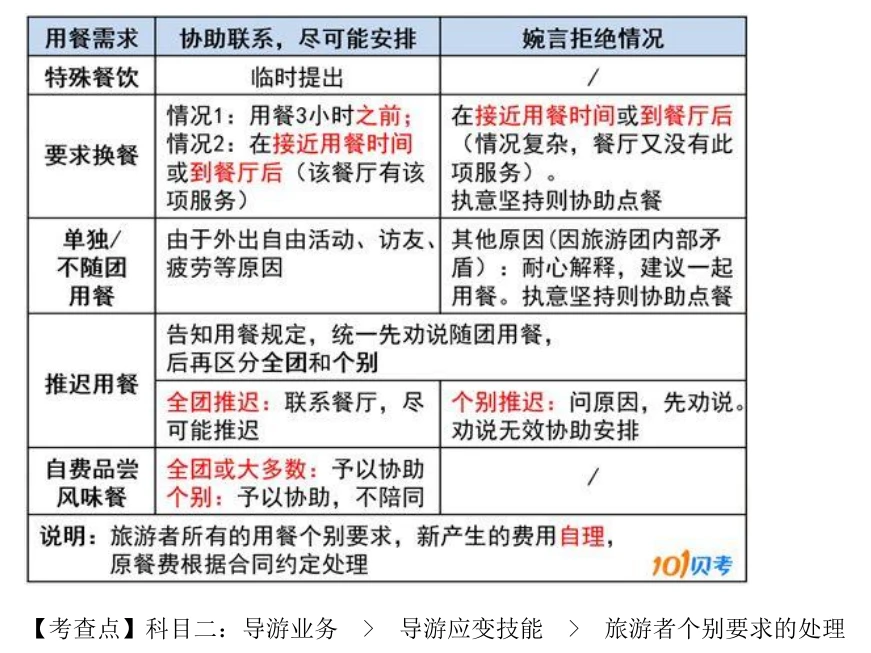 用餐需求
协助联系，尽可能安排
婉言拒绝情况
特殊餐饮
临时提出
/
要求换餐
情况1：用餐3小时之前；
情况2：在接近用餐时间
或到餐厅后（该餐厅有该
项服务）
在接近用餐时间或到餐厅后
（情况复杂，餐厅又没有此
项服务）。
执意坚持则协助点餐
单独/
不随团
用餐
由于外出自由活动、访友、
疲劳等原因
其他原因(因旅游团内部矛
盾）：耐心解释，建议一起
用餐。执意坚持则协助点餐
推迟用餐
告知用餐规定，统一先劝说随团用餐，
后再区分全团和个别
全团推迟：联系餐厅，尽
可能推迟
个别推迟：问原因，先劝说。
劝说无效协助安排
自费品尝
风味餐
全团或大多数：予以协助
个别：予以协助，不陪同
/
说明：旅游者所有的用餐个别要求，新产生的费用自理，
原餐费根据合同约定处理
101贝考
【考查点】科目二：导游业务 > 导游应变技能 > 旅游者个别要求的处理